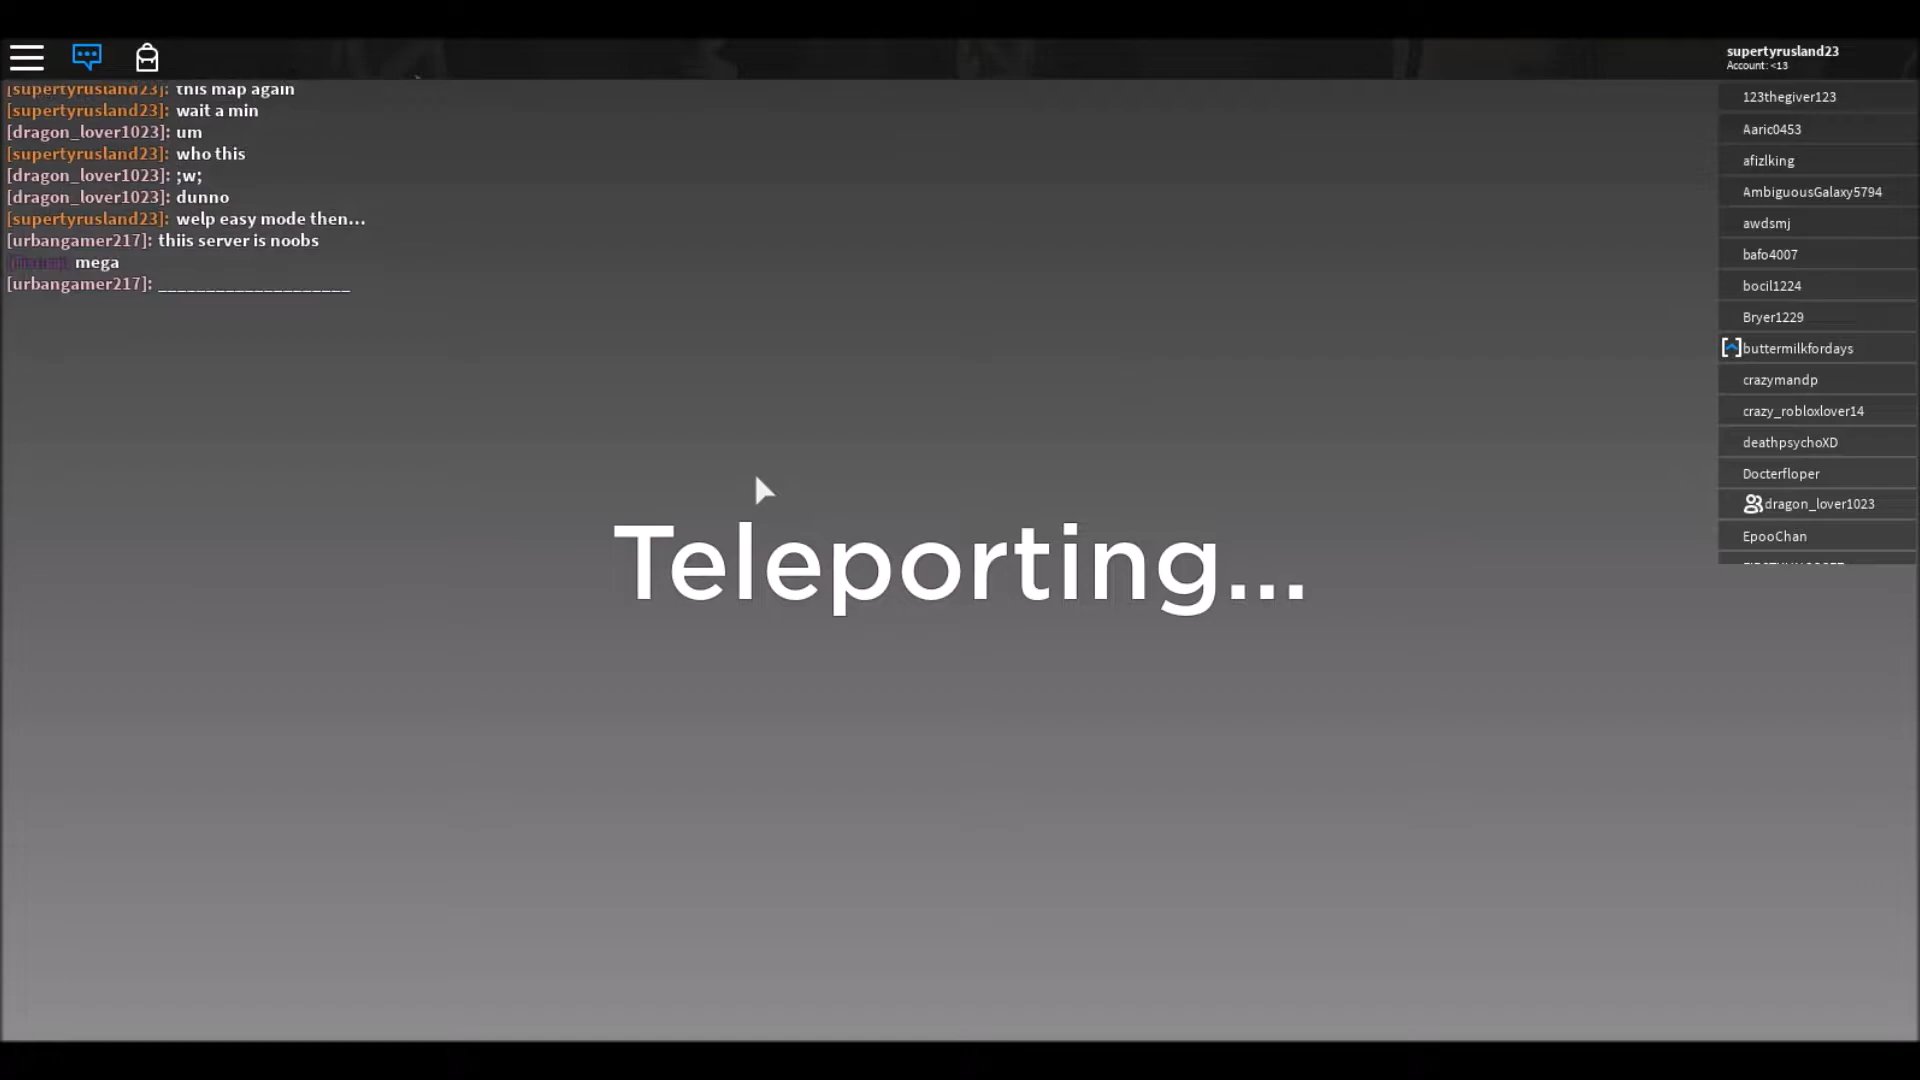 supertyrusland23
Account: <13
[supertyrusland23]: this map again
[supertyrusland23]: wait a min
[dragon_lover1023]: um
[supertyrusland23]: who this
[dragon_lover1023]: ;w;
[dragon_lover1023]: dunno
[supertyrusland23]: welp easy mode then...
[urbangamer217]: thiis server is noobs
mega
[urbangamer217]: ____________________
123thegiver123
Aaric0453
afizlking
AmbiguousGalaxy5794
awdsmj
bafo4007
bocil1224
Bryer1229
buttermilkfordays
crazymandp
crazy_robloxlover14
deathpsychoXD
Docterfloper
dragon_lover1023
EpooChan
Teleporting...